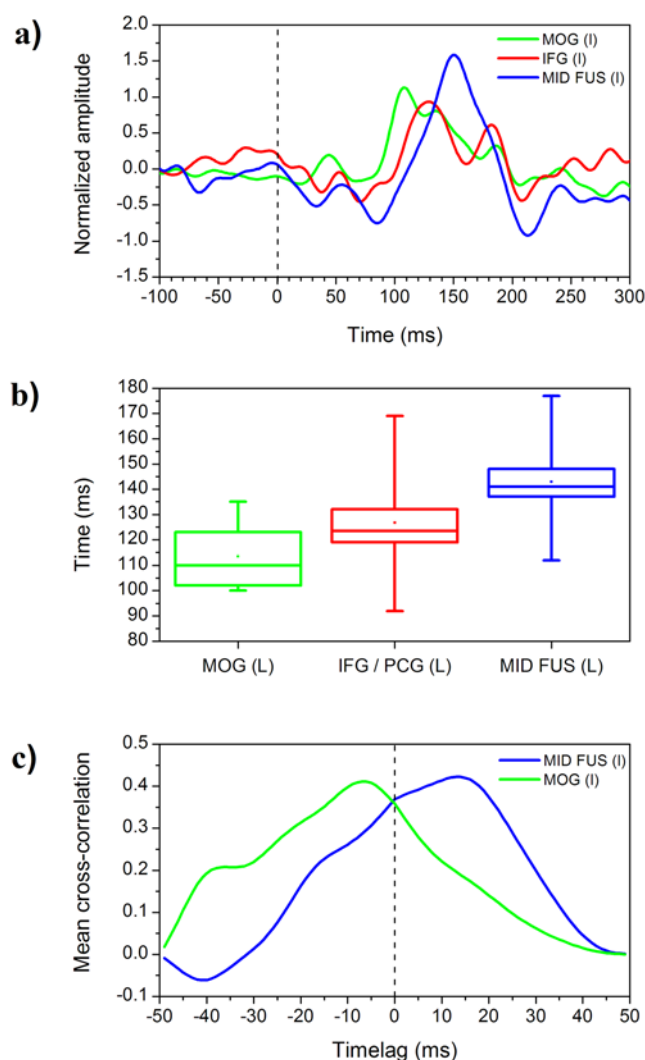 a)
MOG (l)
IFG (l)
MID FUS (l)
Normalized amplitude
2.0
1.5
1.0
0.5
0.0
-0.5
-1.0
1.5
-100 -50 0 50 100 150 200 250 300
Time (ms)
b)
Time (ms)
180
170
160
150
140
130
120
110
100
90
80
MOG (L) IFG / PCG (L) MID FUS (L)
c)
MID FUS (l)
MOG (l)
Mean cross-correlation
0.5
0.4
0.3
0.2
0.1
0.0
-0.1
-50 -40 -30 -20 -10 0 10 20 30 40 50
Timelag (ms)